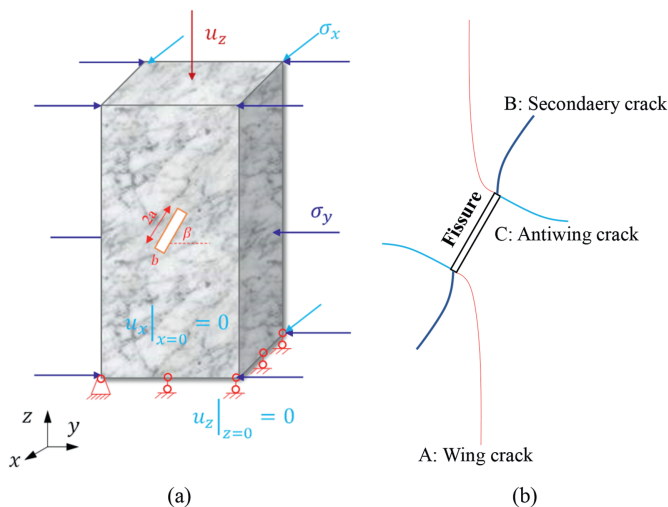 u_z
σ_x
B: Secondaery crack
2a
β
b
σ_y
Fissure
C: Antiwing crack
u_x|_{x=0} = 0
z
y
x
u_z|_{z=0} = 0
A: Wing crack
(a)
(b)